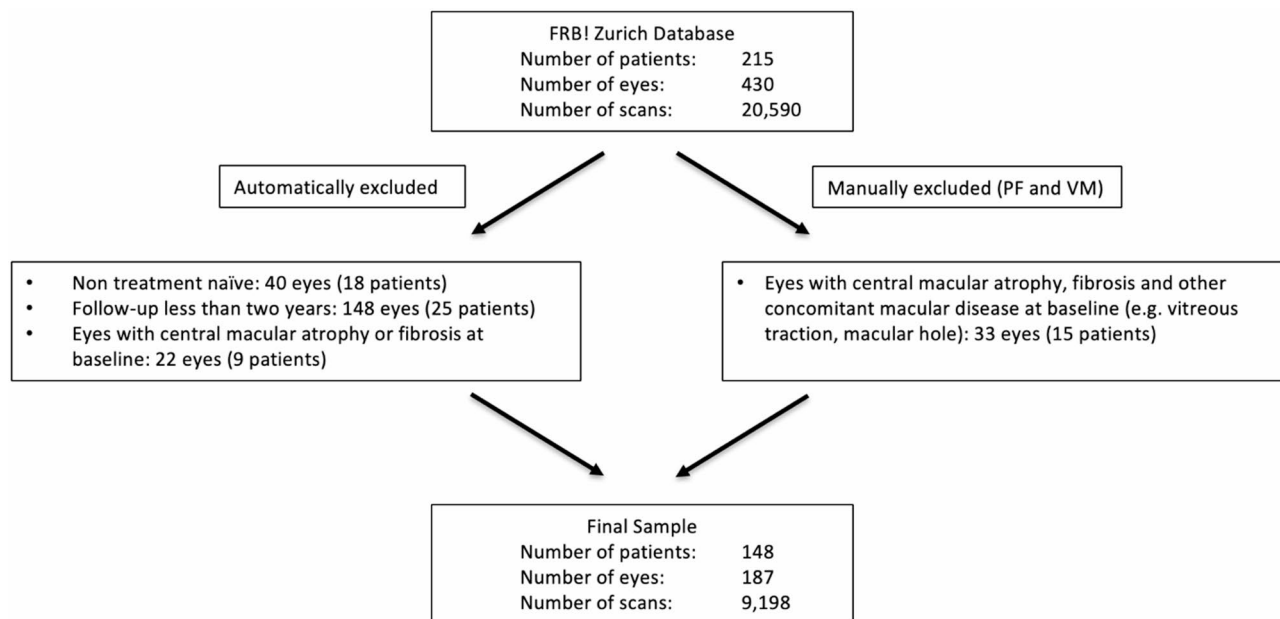 FRB! Zurich Database
Number of patients: 215
Number of eyes: 430
Number of scans: 20,590
Automatically excluded
Manually excluded (PF and VM)
• Non treatment naïve: 40 eyes (18 patients)
• Follow-up less than two years: 148 eyes (25 patients)
• Eyes with central macular atrophy or fibrosis at
baseline: 22 eyes (9 patients)
• Eyes with central macular atrophy, fibrosis and other
concomitant macular disease at baseline (e.g. vitreous
traction, macular hole): 33 eyes (15 patients)
Final Sample
Number of patients: 148
Number of eyes: 187
Number of scans: 9,198